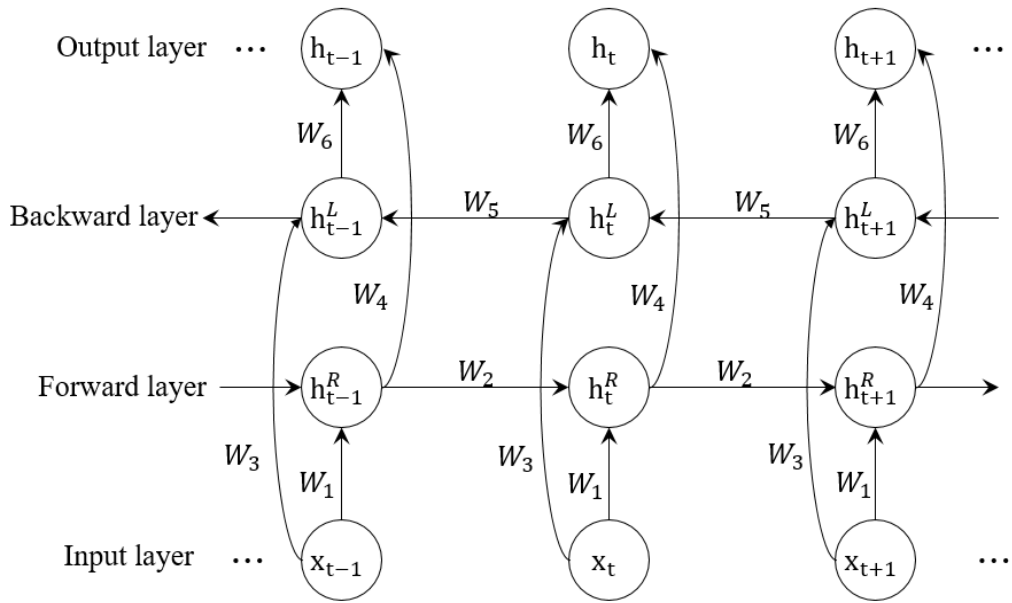 Output layer … h_{t−1} h_t h_{t+1} …
W_6 W_6 W_6
Backward layer h^L_{t−1} W_5 h^L_t W_5 h^L_{t+1}
W_4 W_4 W_4
Forward layer h^R_{t−1} W_2 h^R_t W_2 h^R_{t+1}
W_3 W_1 W_3 W_1 W_3 W_1
Input layer … x_{t−1} x_t x_{t+1} …